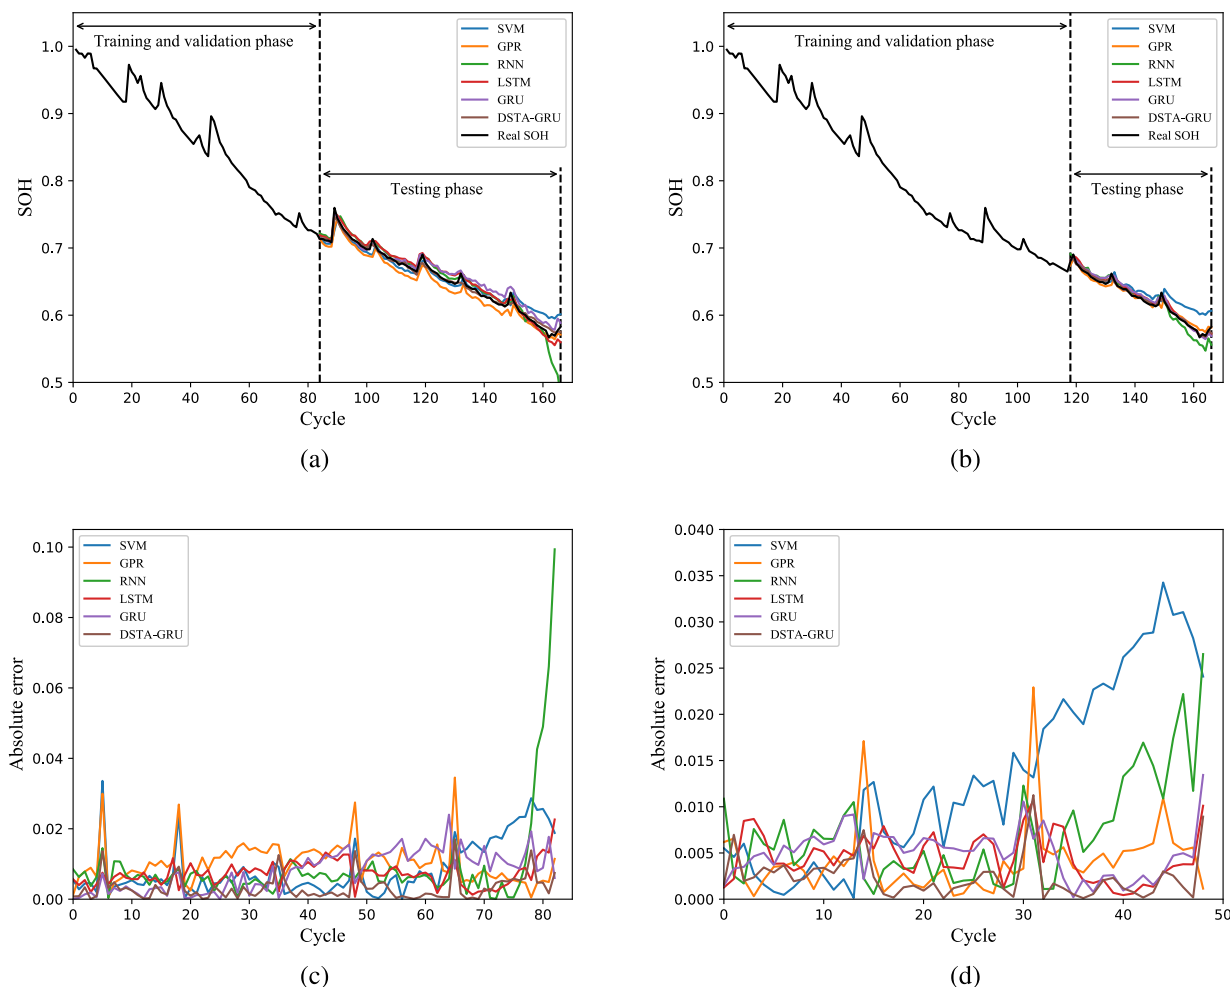 Training and validation phase
Testing phase
SVM
GPR
RNN
LSTM
GRU
DSTA-GRU
Real SOH
1.0
0.9
0.8
0.7
0.6
0.5
SOH
0 20 40 60 80 100 120 140 160
Cycle
(a)
Training and validation phase
Testing phase
SVM
GPR
RNN
LSTM
GRU
DSTA-GRU
Real SOH
1.0
0.9
0.8
0.7
0.6
0.5
SOH
0 20 40 60 80 100 120 140 160
Cycle
(b)
SVM
GPR
RNN
LSTM
GRU
DSTA-GRU
0.10
0.08
0.06
0.04
0.02
0.00
Absolute error
0 10 20 30 40 50 60 70 80
Cycle
(c)
SVM
GPR
RNN
LSTM
GRU
DSTA-GRU
0.040
0.035
0.030
0.025
0.020
0.015
0.010
0.005
0.000
Absolute error
0 10 20 30 40 50
Cycle
(d)